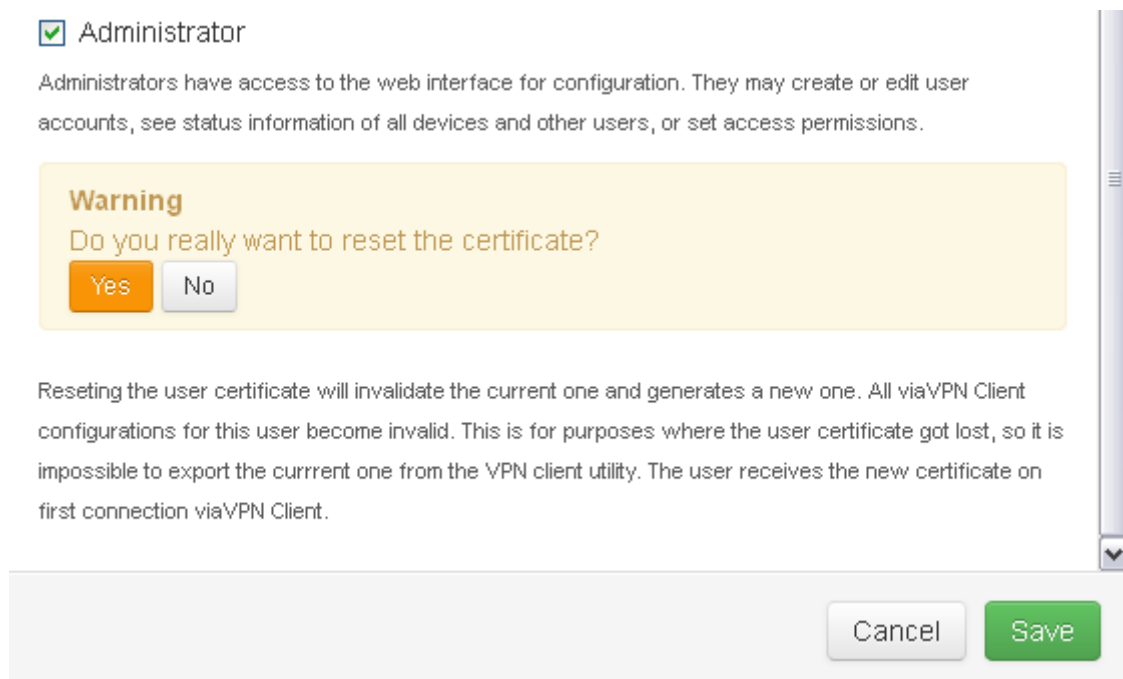 Administrator
Administrators have access to the web interface for configuration. They may create or edit user
accounts, see status information of all devices and other users, or set access permissions.
Warning
Do you really want to reset the certificate?
Yes No
Reseting the user certificate will invalidate the current one and generates a new one. All viaVPN Client
configurations for this user become invalid. This is for purposes where the user certificate got lost, so it is
impossible to export the currrent one from the VPN client utility. The user receives the new certificate on
first connection viaVPN Client.
Cancel Save